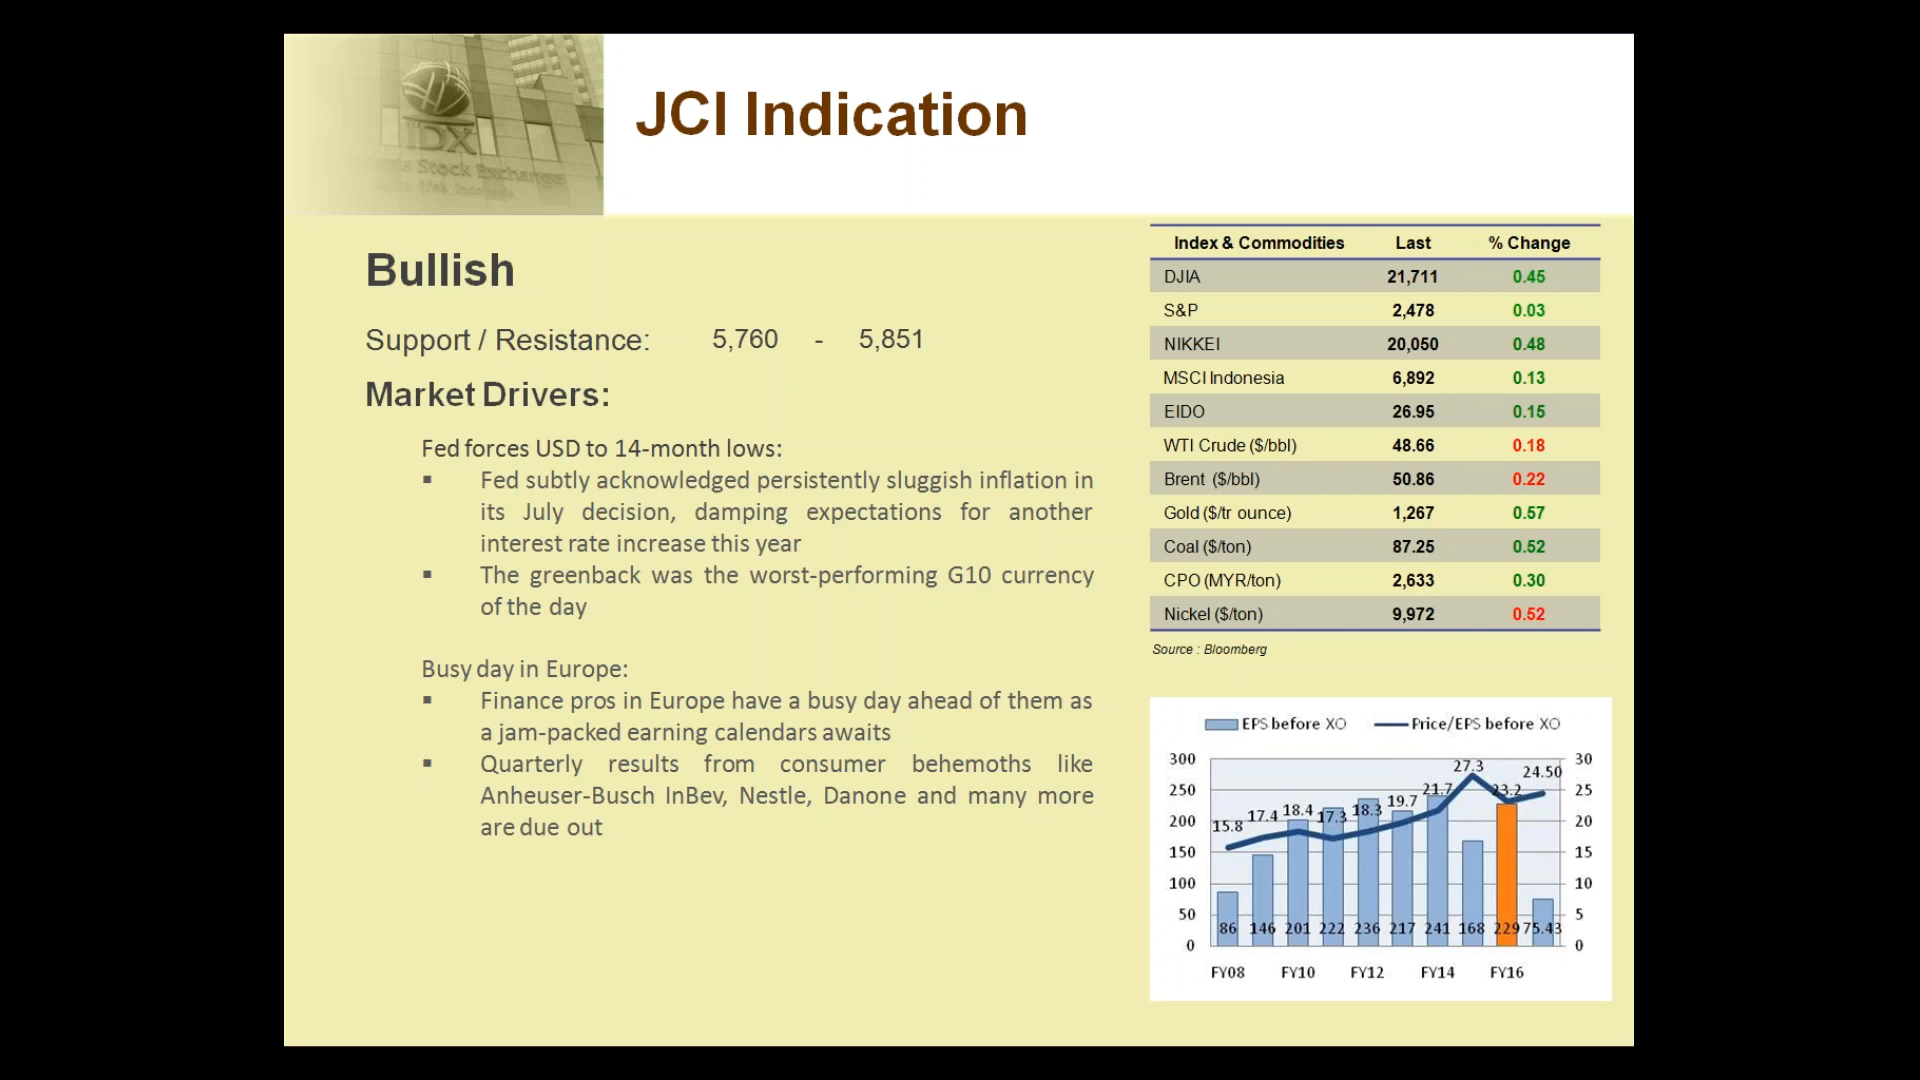 IDX
Stock Exchange
JCI Indication
Bullish
Support / Resistance: 5,760 - 5,851
Market Drivers:
Fed forces USD to 14-month lows:
▪ Fed subtly acknowledged persistently sluggish inflation in
its July decision, damping expectations for another
interest rate increase this year
▪ The greenback was the worst-performing G10 currency
of the day
Busy day in Europe:
▪ Finance pros in Europe have a busy day ahead of them as
a jam-packed earning calendars awaits
▪ Quarterly results from consumer behemoths like
Anheuser-Busch InBev, Nestle, Danone and many more
are due out
Index & Commodities Last % Change
DJIA 21,711 0.45
S&P 2,478 0.03
NIKKEI 20,050 0.48
MSCI Indonesia 6,892 0.13
EIDO 26.95 0.15
WTI Crude ($/bbl) 48.66 0.18
Brent ($/bbl) 50.86 0.22
Gold ($/tr ounce) 1,267 0.57
Coal ($/ton) 87.25 0.52
CPO (MYR/ton) 2,633 0.30
Nickel ($/ton) 9,972 0.52
Source : Bloomberg
EPS before XO Price/EPS before XO
300 30
250 25
200 20
150 15
100 10
50 5
0 0
15.8 17.4 18.4 17.3 18.3 19.7 21.7 27.3 23.2 24.50
86 146 201 222 236 217 241 168 229 75.43
FY08 FY10 FY12 FY14 FY16